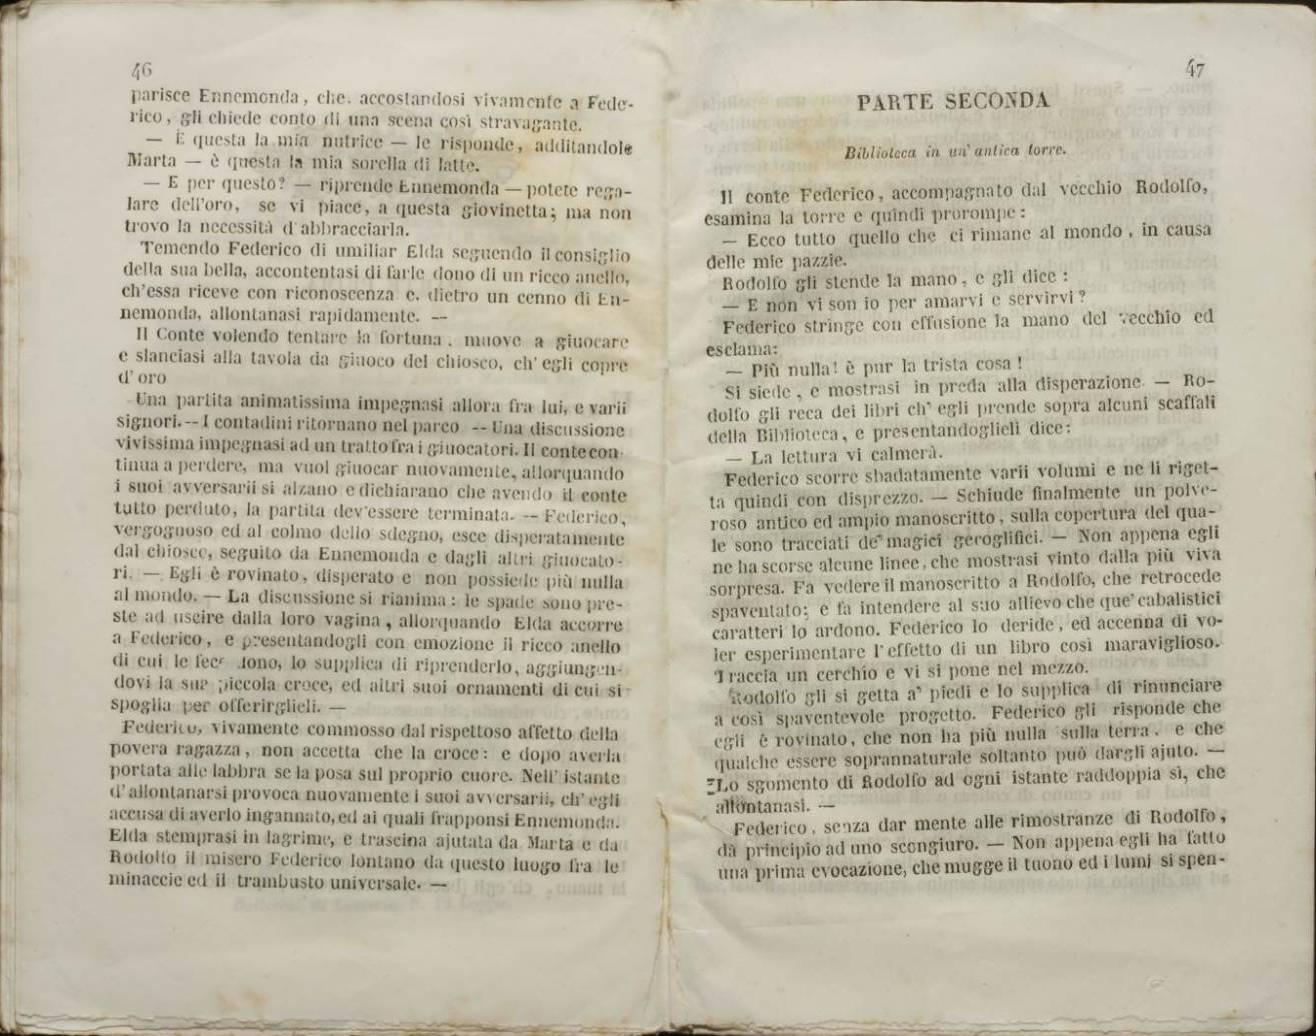 46
parisce Ennemonda, che, accostandosi vivamente a Fede-
rico, gli chiede conto di una scena così stravagante.
— È questa la mia nutrice — le risponde, additandole
Marta — è questa la mia sorella di latte.
— E per questo? — riprende Ennemonda — potete rega-
lare dell'oro, se vi piace, a questa giovinetta; ma non
trovo la necessità d'abbracciarla.
Temendo Federico di umiliar Elda seguendo il consiglio
della sua bella, accontentasi di farle dono di un ricco anello,
ch'essa riceve con riconoscenza e, dietro un cenno di En-
nemonda, allontanasi rapidamente. —
Il Conte volendo tentare la fortuna, muove a giuocare
e slanciasi alla tavola da giuoco del chiosco, ch'egli copre
d'oro
Una partita animatissima impegnasi allora fra lui, e varii
signori. -- I contadini ritornano nel parco -- Una discussione
vivissima impegnasi ad un tratto fra i giuocatori. Il conte con-
tinua a perdere, ma vuol giuocar nuovamente, allorquando
i suoi avversarii si alzano e dichiarano che avendo il conte
tutto perduto, la partita dev'essere terminata. -- Federico,
vergognoso ed al colmo dello sdegno, esce disperatamente
dal chiosco, seguito da Ennemonda e dagli altri giuocato-
ri. — Egli è rovinato, disperato e non possiede più nulla
al mondo. — La discussione si rianima: le spade sono pre-
ste ad uscire dalla loro vagina, allorquando Elda accorre
a Federico, e presentandogli con emozione il ricco anello
di cui le fece dono, lo supplica di riprenderlo, aggiungen-
dovi la sua piccola croce, ed altri suoi ornamenti di cui si
spoglia per offerirglieli. —
Federico, vivamente commosso dal rispettoso affetto della
povera ragazza, non accetta che la croce: e dopo averla
portata alle labbra se la posa sul proprio cuore. Nell'istante
d'allontanarsi provoca nuovamente i suoi avversarii, ch'egli
accusa di averlo ingannato, ed ai quali frapponsi Ennemonda.
Elda stemprasi in lagrime, e trascina ajutata da Marta e da
Rodolfo il misero Federico lontano da questo luogo fra le
minaccie ed il trambusto universale. —
47
PARTE SECONDA
Biblioteca in un'antica torre.
Il conte Federico, accompagnato dal vecchio Rodolfo,
esamina la torre e quindi prorompe:
— Ecco tutto quello che ci rimane al mondo, in causa
delle mie pazzie.
Rodolfo gli stende la mano, e gli dice:
— E non vi son io per amarvi e servirvi?
Federico stringe con effusione la mano del vecchio ed
esclama:
— Più nulla! è pur la trista cosa!
Si siede, e mostrasi in preda alla disperazione — Ro-
dolfo gli reca dei libri ch'egli prende sopra alcuni scaffali
della Biblioteca, e presentandoglieli dice:
— La lettura vi calmerà.
Federico scorre sbadatamente varii volumi e ne li riget-
ta quindi con disprezzo. — Schiude finalmente un polve-
roso antico ed ampio manoscritto, sulla copertura del qua-
le sono tracciati de' magici geroglifici. — Non appena egli
ne ha scorse alcune linee, che mostrasi vinto dalla più viva
sorpresa. Fa vedere il manoscritto a Rodolfo, che retrocede
spaventato; e fa intendere al suo allievo che que' cabalistici
caratteri lo ardono. Federico lo deride, ed accenna di vo-
ler esperimentare l'effetto di un libro così maraviglioso.
Traccia un cerchio e vi si pone nel mezzo.
Rodolfo gli si getta a' piedi e lo supplica di rinunciare
a così spaventevole progetto. Federico gli risponde che
egli è rovinato, che non ha più nulla sulla terra, e che
qualche essere soprannaturale soltanto può dargli ajuto. —
Lo sgomento di Rodolfo ad ogni istante raddoppia sì, che
allontanasi. —
Federico, senza dar mente alle rimostranze di Rodolfo,
dà principio ad uno scongiuro. — Non appena egli ha fatto
una prima evocazione, che mugge il tuono ed i lumi si spen-